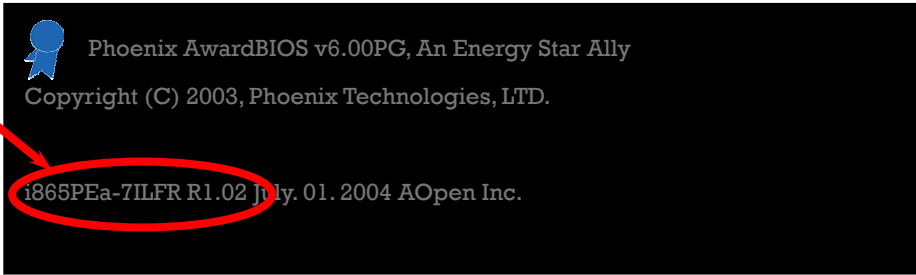 Phoenix AwardBIOS v6.00PG, An Energy Star Ally
Copyright (C) 2003, Phoenix Technologies, LTD.
i865PEa-7ILFR R1.02 July. 01. 2004 AOpen Inc.